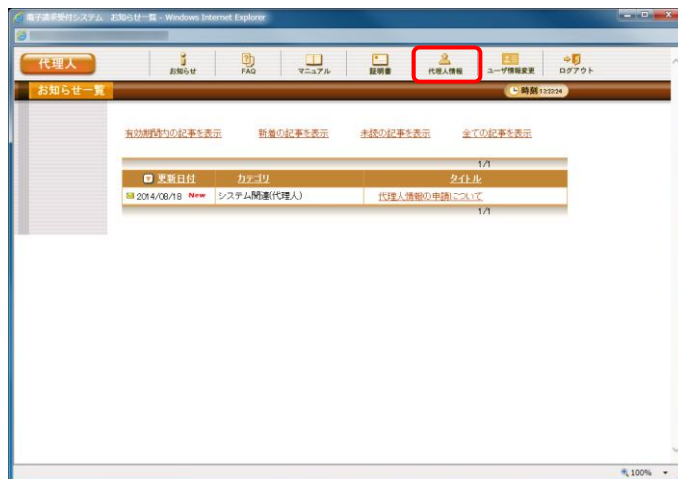 電子請求受付システム お知らせ一覧 - Windows Internet Explorer
代理人
お知らせ FAQ マニュアル 証明書 代理人情報 ユーザ情報変更 ログアウト
お知らせ一覧
時刻 13:23:24
有効期間内の記事を表示 新着の記事を表示 未読の記事を表示 全ての記事を表示
1/1
更新日付 カテゴリ タイトル
2014/08/18 New システム関連(代理人) 代理人情報の申請について
1/1
100%